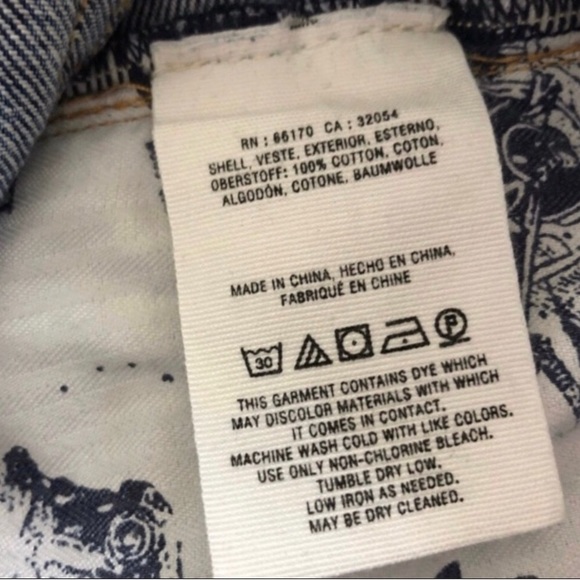 RN : 66170 CA : 32054
SHELL, VESTE, EXTERIOR, ESTERNO,
OBERSTOFF: 100% COTTON, COTON,
ALGODÓN, COTONE, BAUMWOLLE
MADE IN CHINA, HECHO EN CHINA,
FABRIQUÉ EN CHINE
30 P
THIS GARMENT CONTAINS DYE WHICH
MAY DISCOLOR MATERIALS WITH WHICH
IT COMES IN CONTACT.
MACHINE WASH COLD WITH LIKE COLORS.
USE ONLY NON-CHLORINE BLEACH.
TUMBLE DRY LOW.
LOW IRON AS NEEDED.
MAY BE DRY CLEANED.